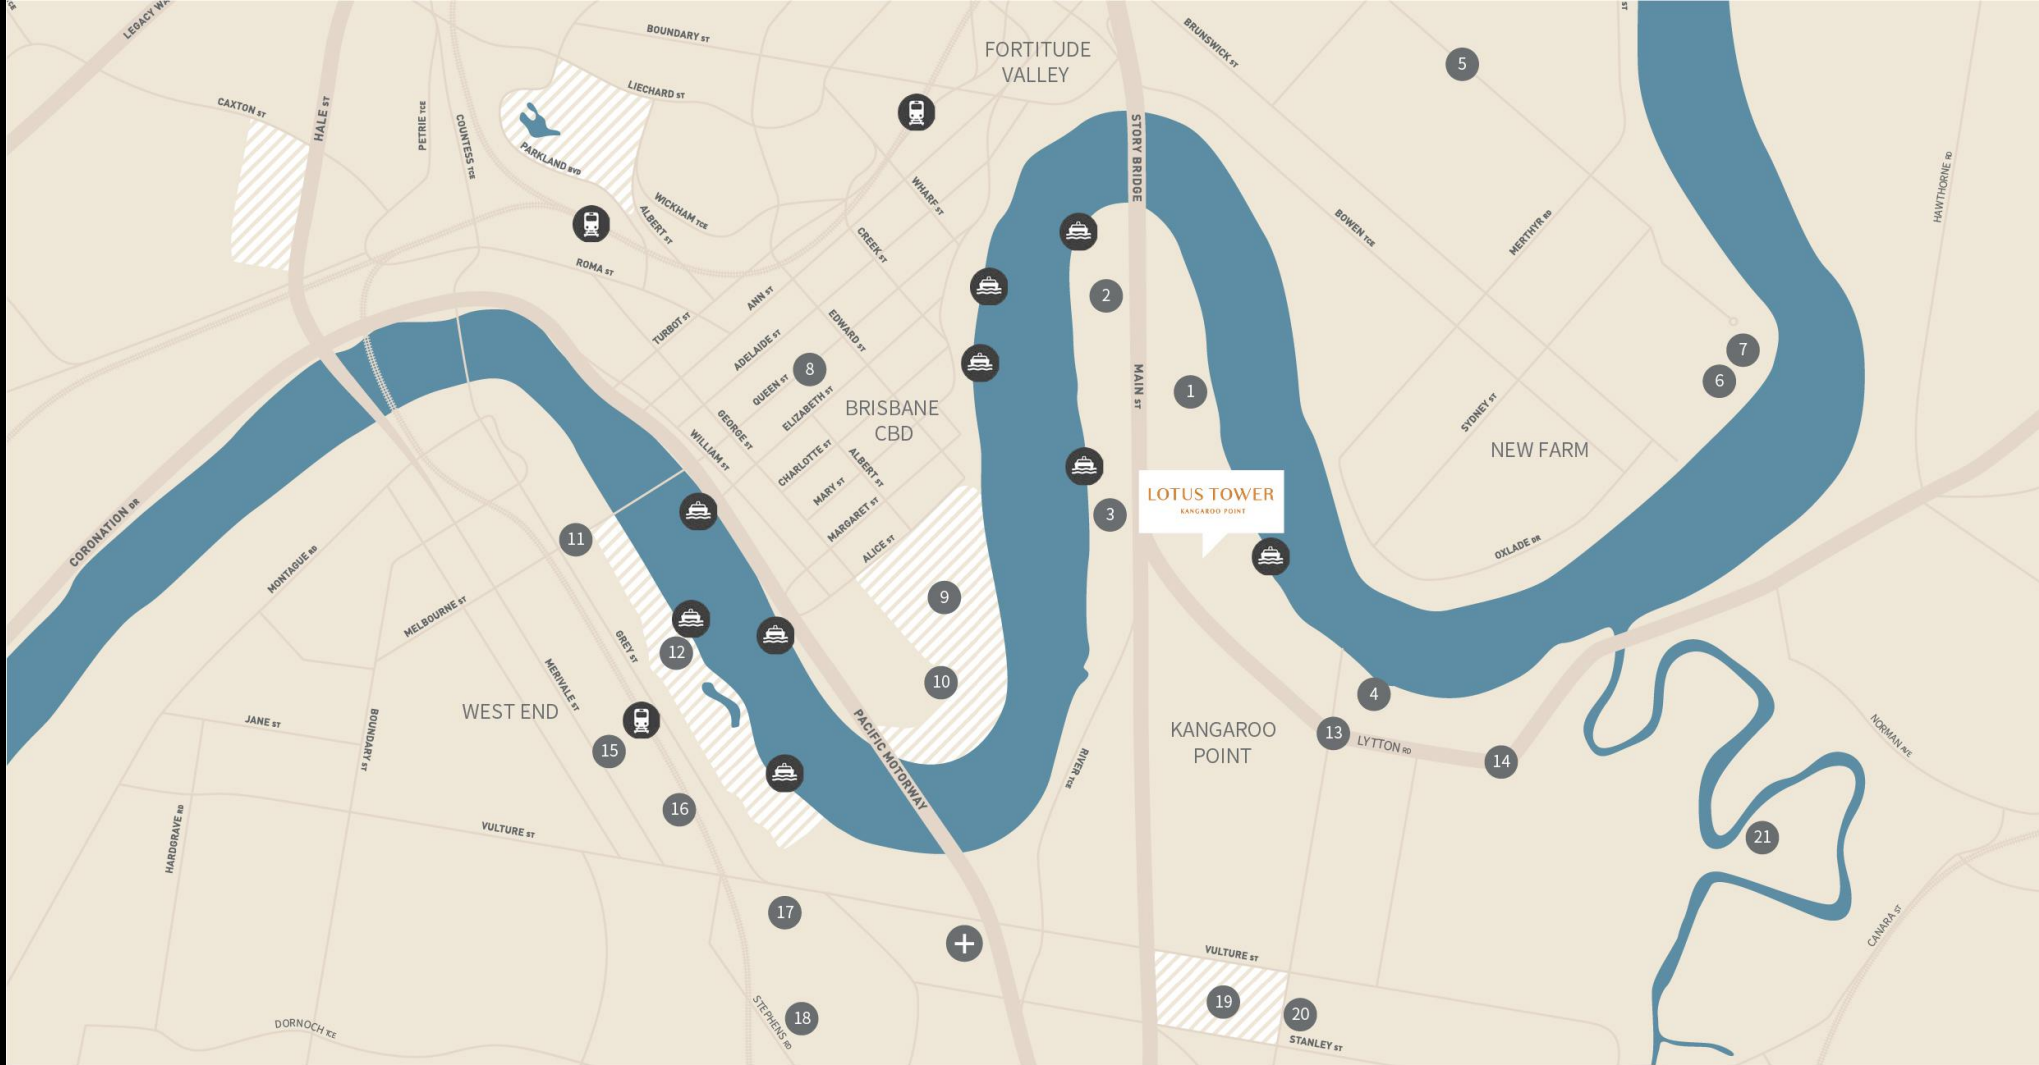 LEGACY WA
BOUNDARY ST
FORTITUDE
VALLEY
BRUNSWICK ST
ST
5
CAXTON ST
HALE ST
PETRIE TCE
COUNTESS TCE
LIECHARD ST
PARKLAND BVD
STORY BRIDGE
HAWTHORNE RD
WICKHAM TCE
ALBERT ST
WHARF ST
CREEK ST
BOWEN TCE
MERTHYR RD
ROMA ST
ANN ST
2
TURBOT ST
ADELAIDE ST
EDWARD ST
7
6
8
QUEEN ST
ELIZABETH ST
MAIN ST
1
BRISBANE
CBD
GEORGE ST
WILLIAM ST
SYDNEY ST
NEW FARM
CHARLOTTE ST
ALBERT ST
MARY ST
MARGARET ST
ALICE ST
3
LOTUS TOWER
KANGAROO POINT
CORONATION DR
11
MONTAGUE RD
OXLADE DR
9
MELBOURNE ST
GREY ST
12
MERIVALE ST
10
4
WEST END
JANE ST
BOUNDARY ST
PACIFIC MOTORWAY
KANGAROO
POINT
13
LYTTON RD
14
NORMAN AVE
15
RIVER TCE
16
HARDGRAVE RD
VULTURE ST
21
17
+
CANARA ST
VULTURE ST
19
20
STANLEY ST
18
STEPHENS RD
DORNOCH TCE